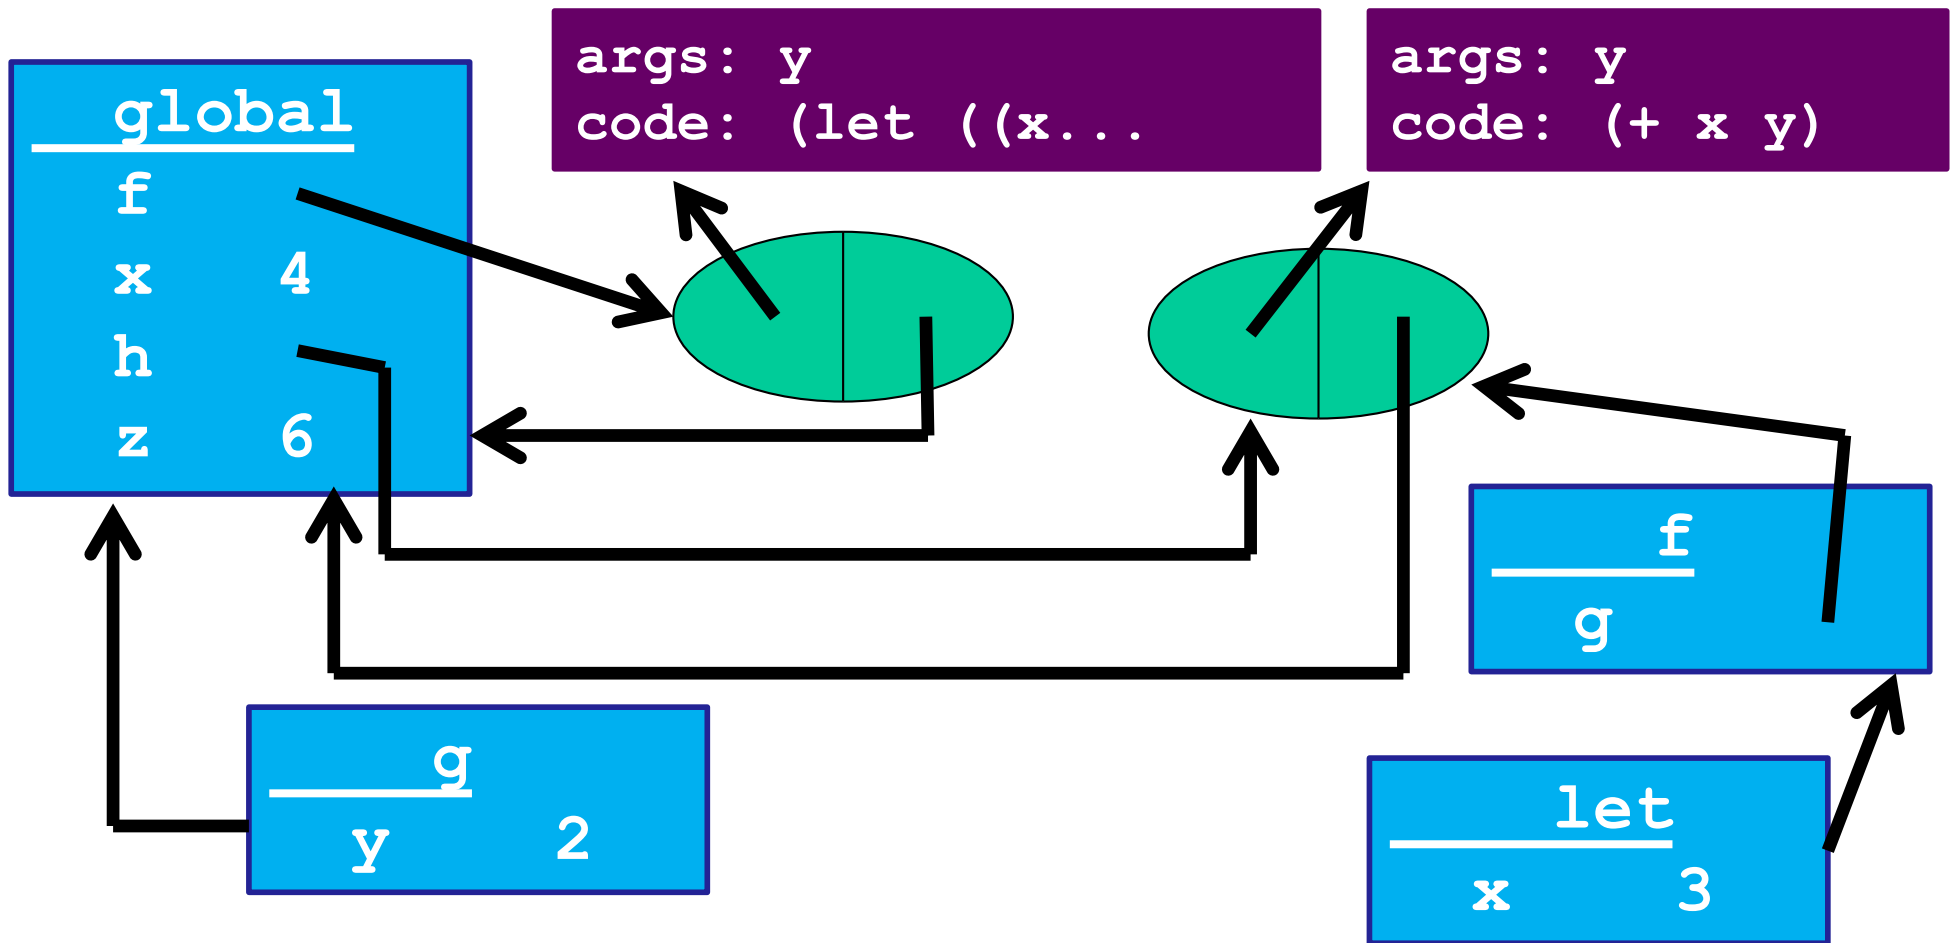 args: y
code: (let ((x...
args: y
code: (+ x y)
global
f
x 4
h
z 6
f
g
g
y 2
let
x 3